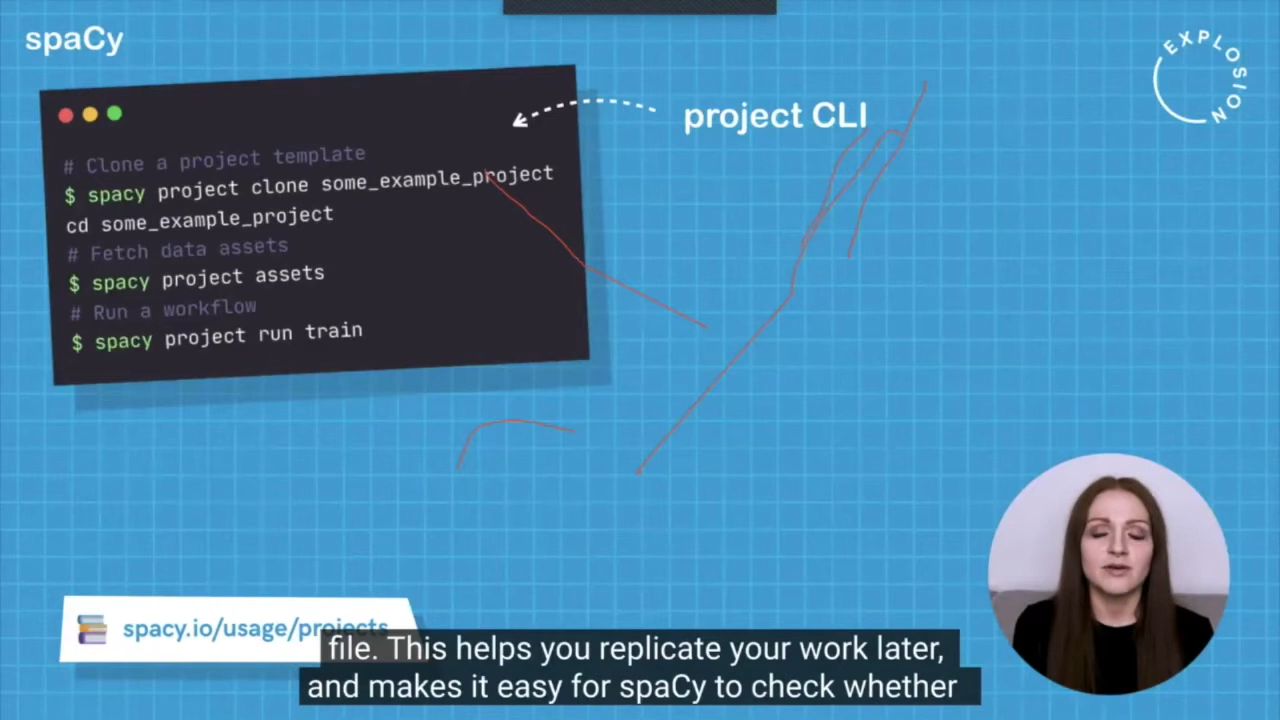 spaCy
EXPLOSION
project CLI
# Clone a project template
$ spacy project clone some_example_project
cd some_example_project
# Fetch data assets
$ spacy project assets
# Run a workflow
$ spacy project run train
spacy.io/usage/projects
file. This helps you replicate your work later,
and makes it easy for spaCy to check whether